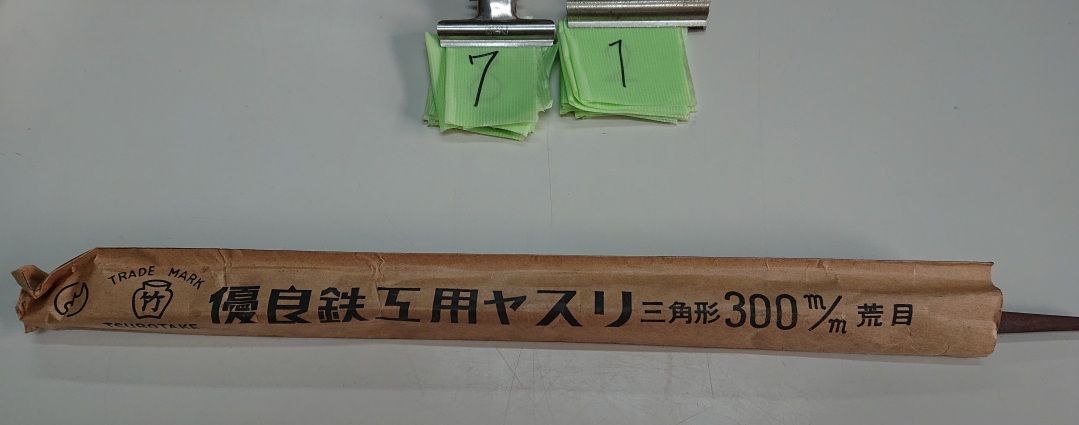 7
1
TRADE MARK
竹
TSUBOTAKE
優良鉄工用ヤスリ 三角形 300 m/m 荒目